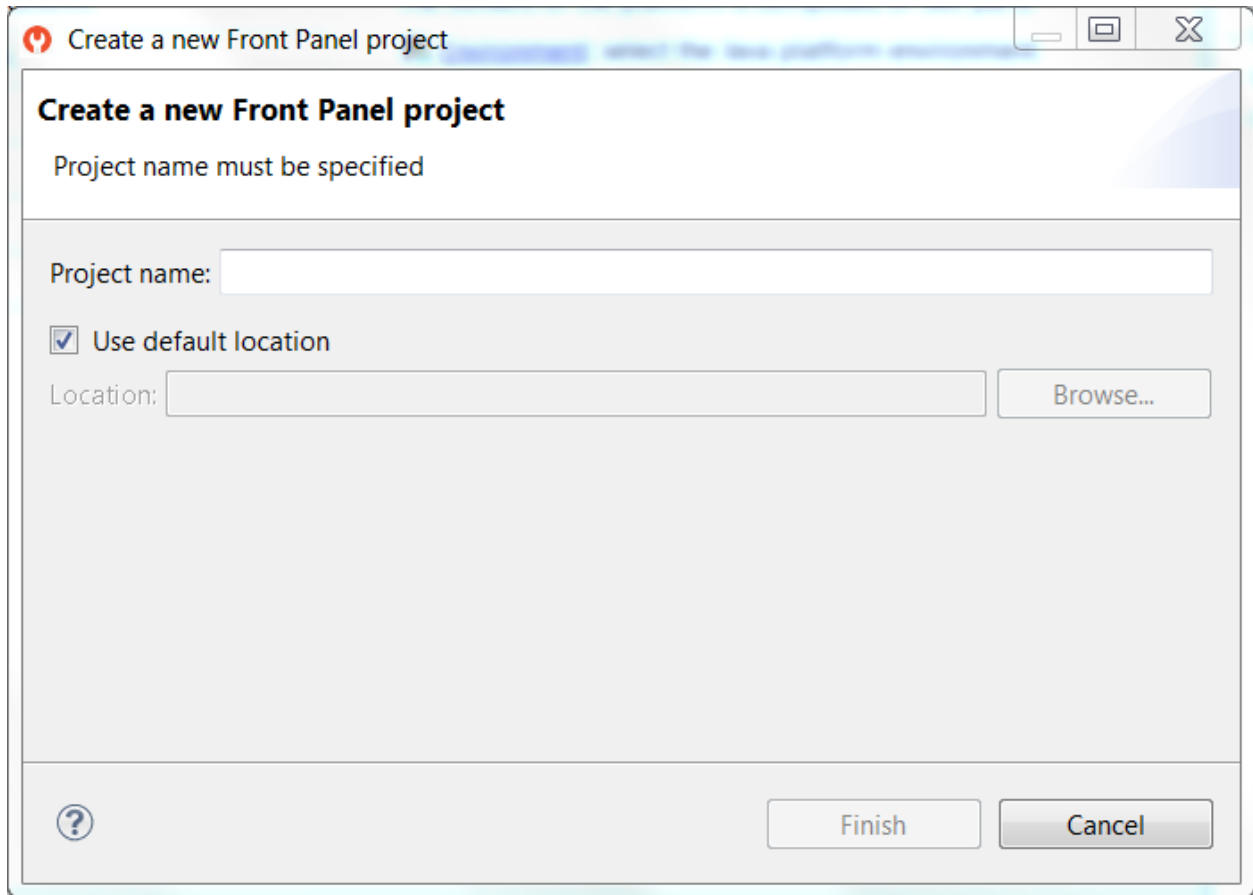 Create a new Front Panel project
Create a new Front Panel project
Project name must be specified
Project name:
Use default location
Location:
Browse...
?
Finish
Cancel